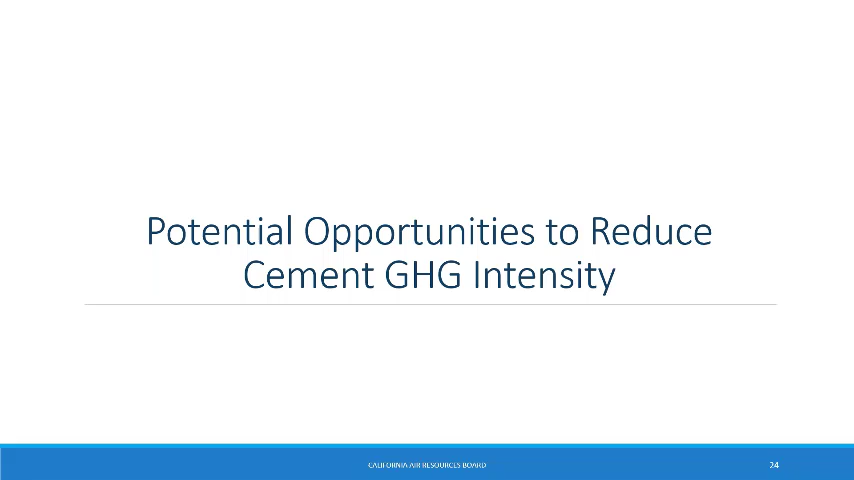 Potential Opportunities to Reduce
Cement GHG Intensity
CALIFORNIA AIR RESOURCES BOARD
24